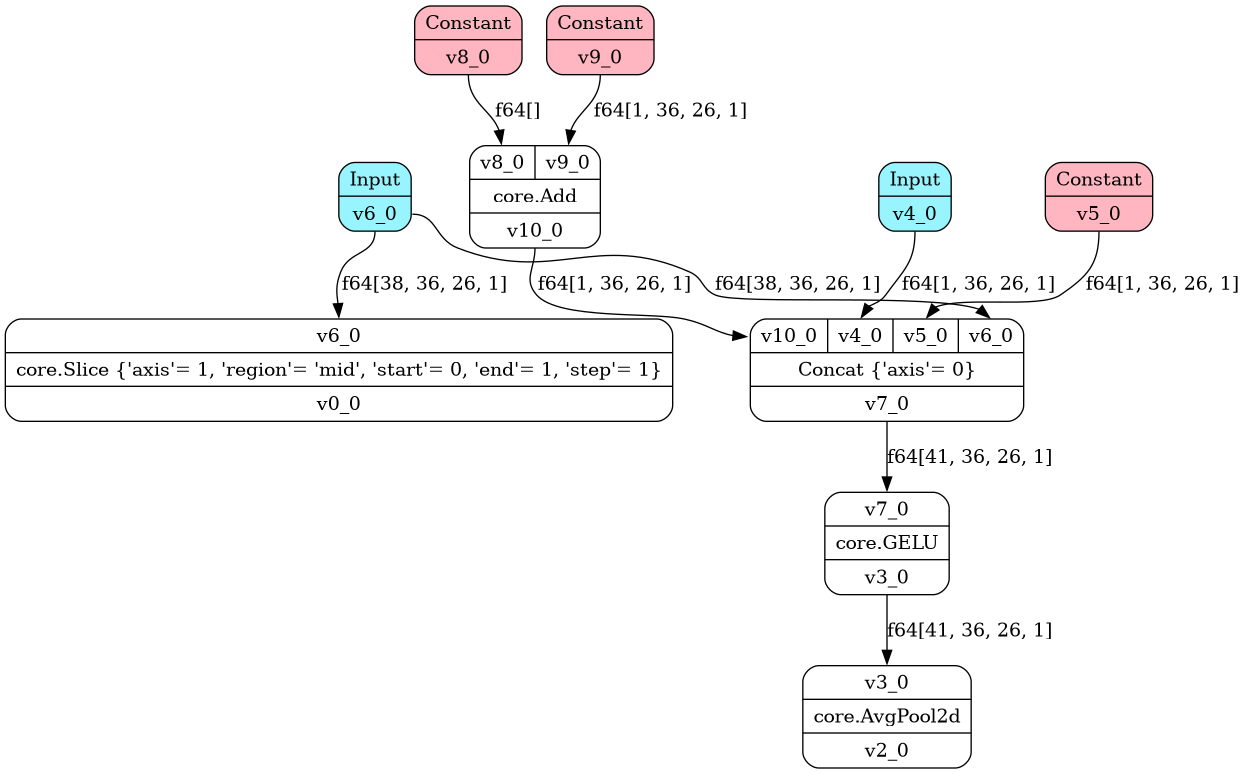 Constant
v8_0
Constant
v9_0
f64[]
f64[1, 36, 26, 1]
Input
v6_0
v8_0 v9_0
core.Add
v10_0
Input
v4_0
Constant
v5_0
f64[38, 36, 26, 1]
f64[1, 36, 26, 1]
f64[38, 36, 26, 1]
f64[1, 36, 26, 1]
f64[1, 36, 26, 1]
v6_0
core.Slice {'axis'= 1, 'region'= 'mid', 'start'= 0, 'end'= 1, 'step'= 1}
v0_0
v10_0 v4_0 v5_0 v6_0
Concat {'axis'= 0}
v7_0
f64[41, 36, 26, 1]
v7_0
core.GELU
v3_0
f64[41, 36, 26, 1]
v3_0
core.AvgPool2d
v2_0